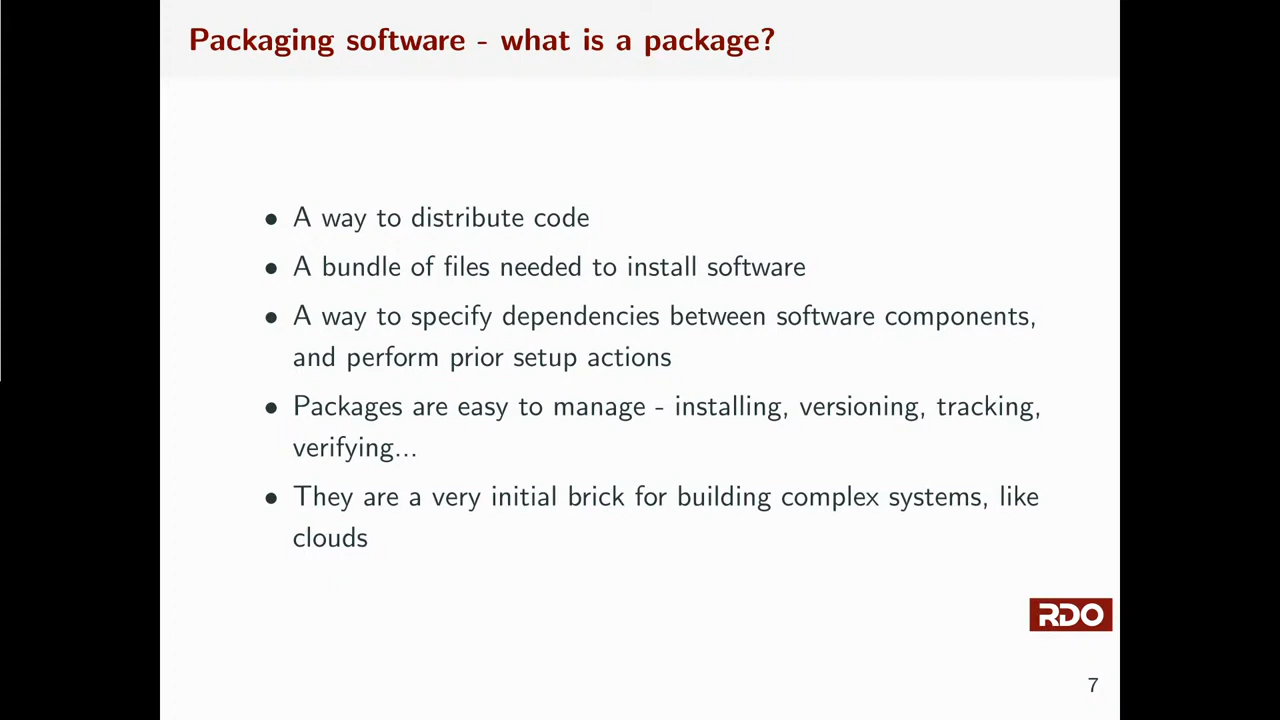 Packaging software - what is a package?
• A way to distribute code
• A bundle of files needed to install software
• A way to specify dependencies between software components,
and perform prior setup actions
• Packages are easy to manage - installing, versioning, tracking,
verifying...
• They are a very initial brick for building complex systems, like
clouds
RDO
7